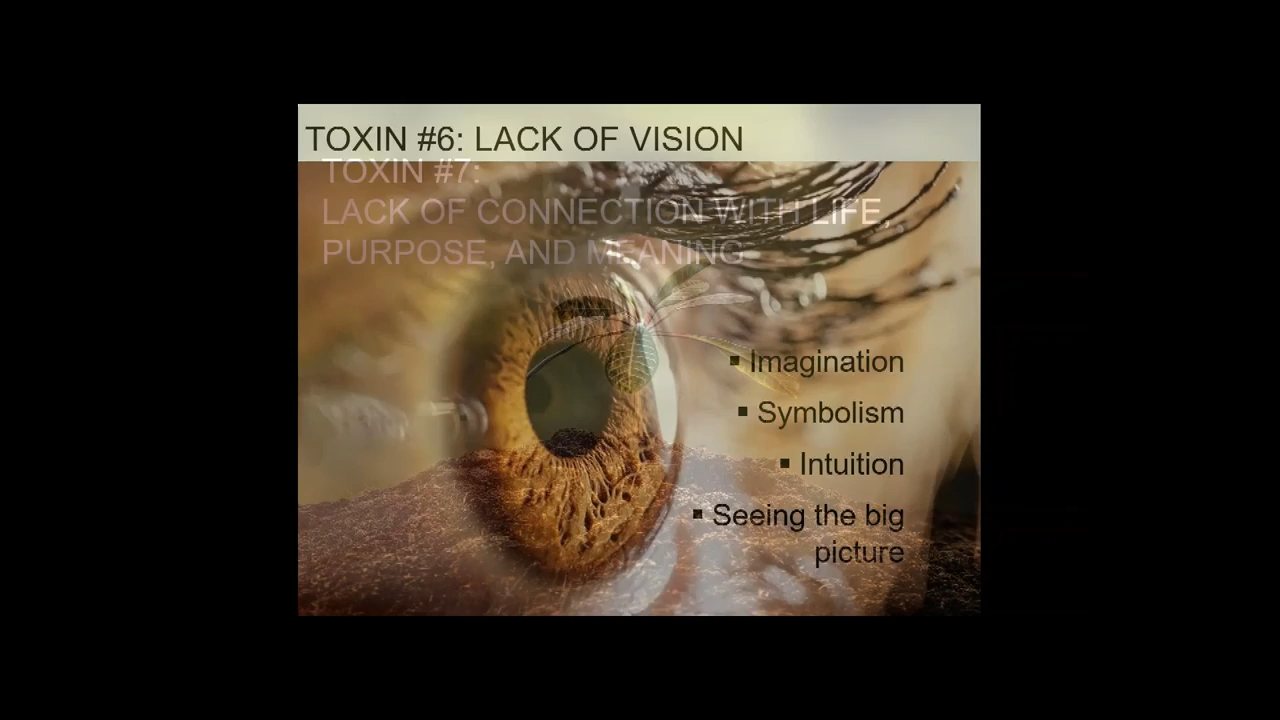 TOXIN #6: LACK OF VISION
TOXIN #7:
LACK OF CONNECTION WITH LIFE,
PURPOSE, AND MEANING
▪ Imagination
▪ Symbolism
▪ Intuition
▪ Seeing the big
picture